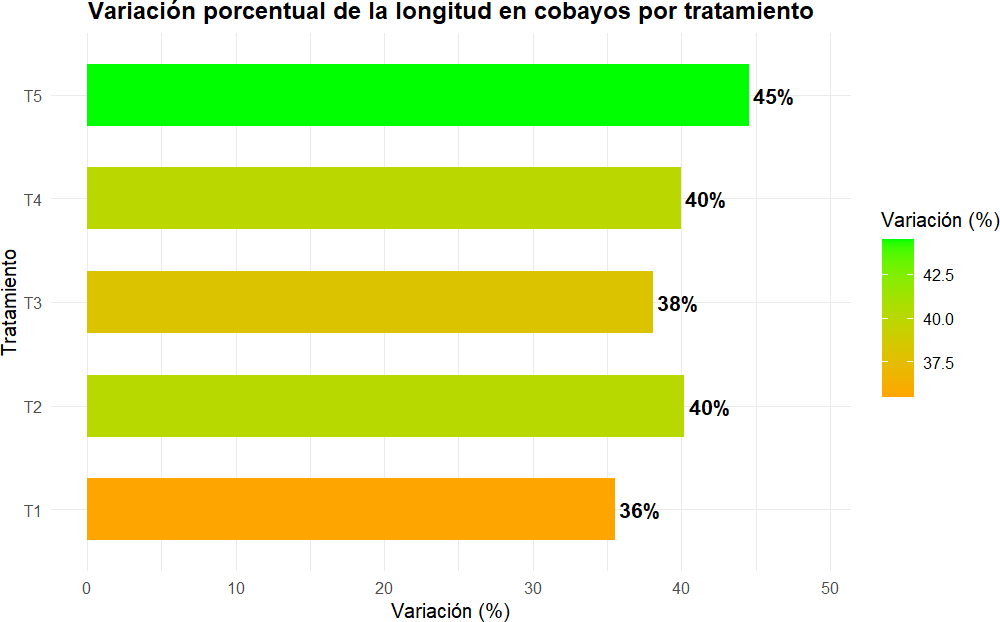 Variación porcentual de la longitud en cobayos por tratamiento
Tratamiento
T5
45%
T4
40%
T3
38%
T2
40%
T1
36%
0
10
20
30
40
50
Variación (%)
Variación (%)
42.5
40.0
37.5